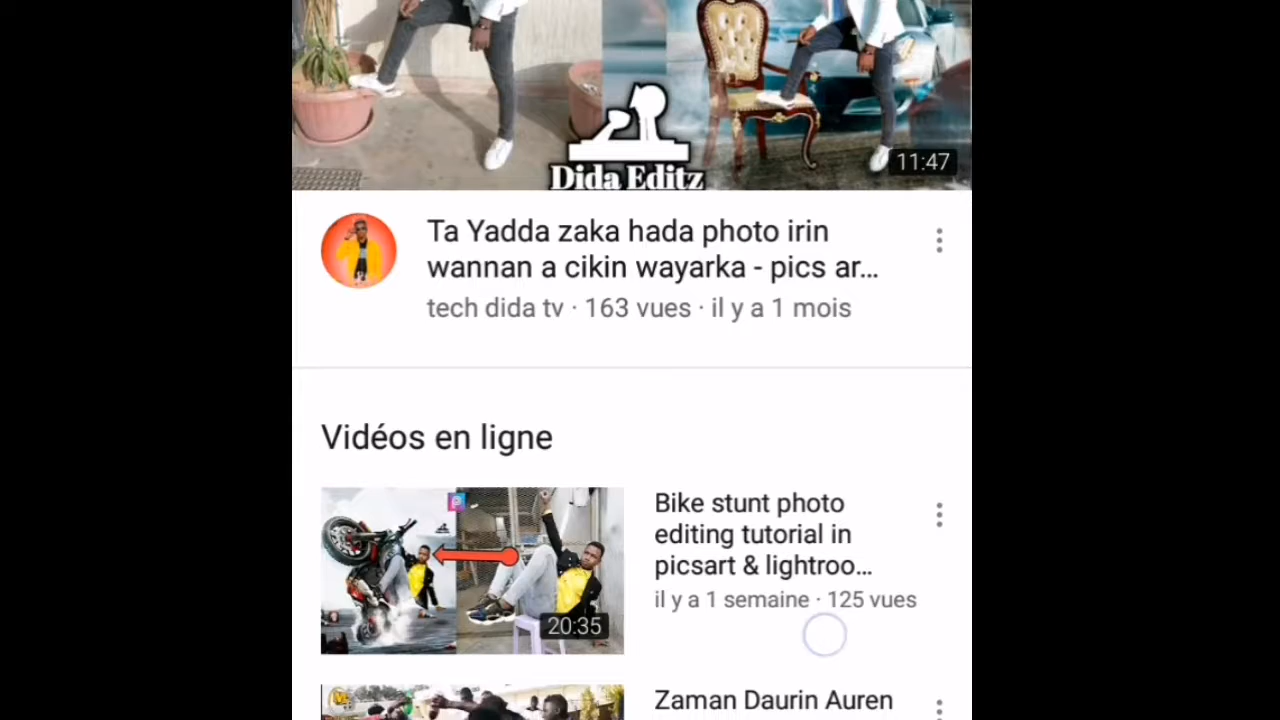 Dida Editz
11:47
Ta Yadda zaka hada photo irin
wannan a cikin wayarka - pics ar...
tech dida tv · 163 vues · il y a 1 mois
Vidéos en ligne
20:35
Bike stunt photo
editing tutorial in
picsart & lightroo...
il y a 1 semaine · 125 vues
Zaman Daurin Auren